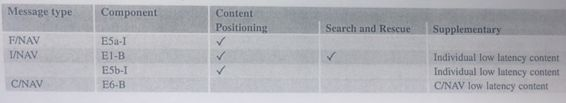 Message type Component Content
Positioning Search and Rescue Supplementary
F/NAV E5a-I ✓
I/NAV E1-B ✓ ✓ Individual low latency content
E5b-I ✓ Individual low latency content
C/NAV E6-B C/NAV low latency content